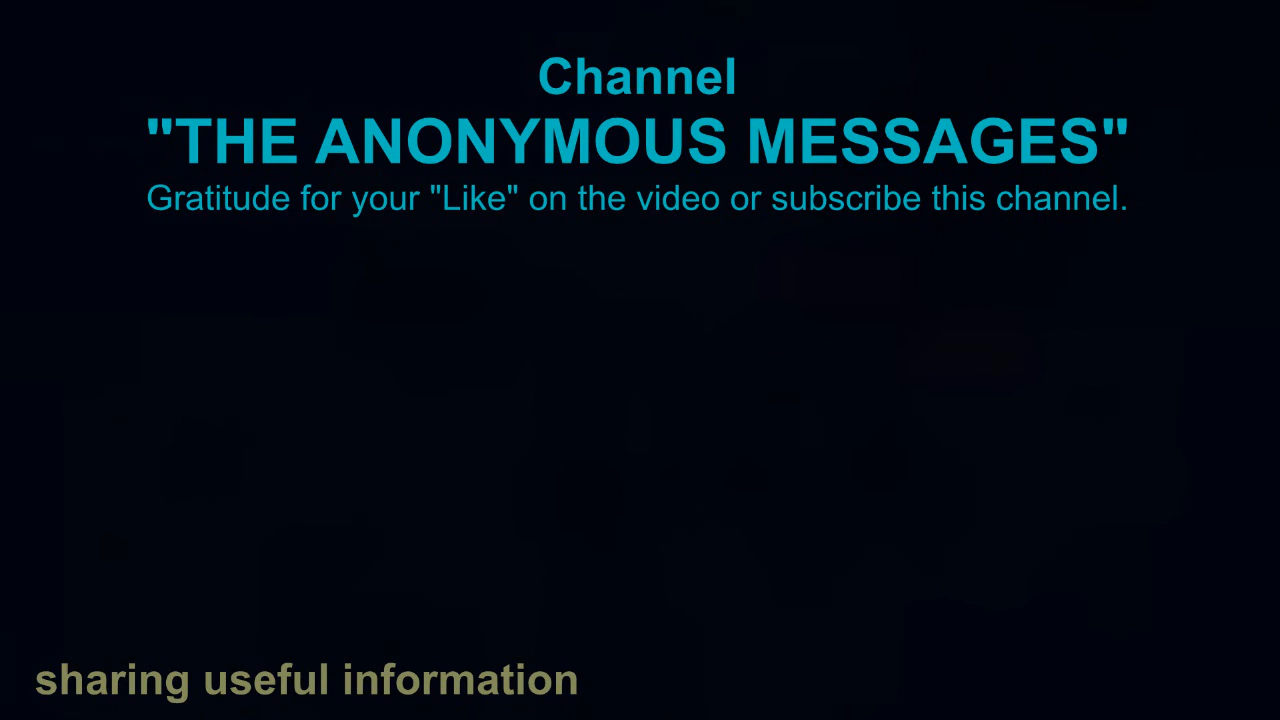 Channel
"THE ANONYMOUS MESSAGES"
Gratitude for your "Like" on the video or subscribe this channel.
sharing useful information